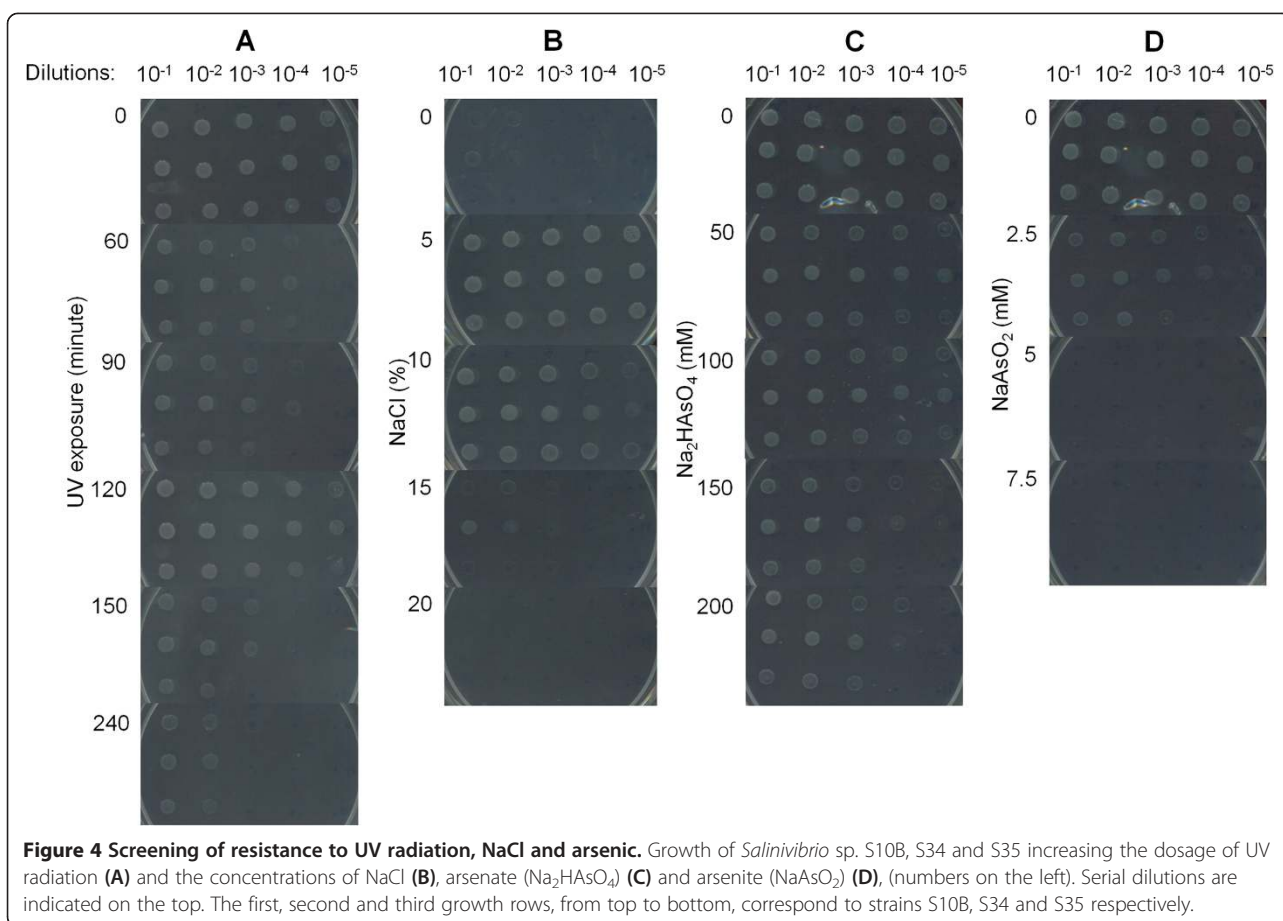 A B C D
Dilutions: 10⁻¹ 10⁻² 10⁻³ 10⁻⁴ 10⁻⁵ 10⁻¹ 10⁻² 10⁻³ 10⁻⁴ 10⁻⁵ 10⁻¹ 10⁻² 10⁻³ 10⁻⁴ 10⁻⁵ 10⁻¹ 10⁻² 10⁻³ 10⁻⁴ 10⁻⁵
UV exposure (minute)
0
60
90
120
150
240
NaCl (%)
0
5
10
15
20
Na₂HAsO₄ (mM)
0
50
100
150
200
NaAsO₂ (mM)
0
2.5
5
7.5
Figure 4 Screening of resistance to UV radiation, NaCl and arsenic. Growth of Salinivibrio sp. S10B, S34 and S35 increasing the dosage of UV
radiation (A) and the concentrations of NaCl (B), arsenate (Na₂HAsO₄) (C) and arsenite (NaAsO₂) (D), (numbers on the left). Serial dilutions are
indicated on the top. The first, second and third growth rows, from top to bottom, correspond to strains S10B, S34 and S35 respectively.